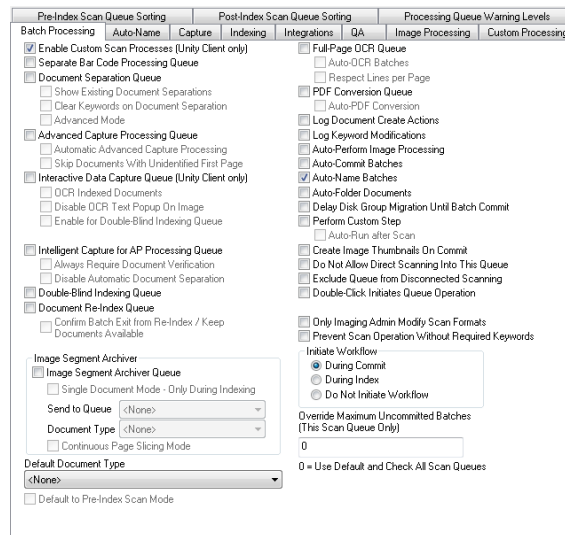 Pre-Index Scan Queue Sorting
Post-Index Scan Queue Sorting
Processing Queue Warning Levels
Batch Processing
Auto-Name
Capture
Indexing
Integrations
QA
Image Processing
Custom Processing
Enable Custom Scan Processes (Unity Client only)
Separate Bar Code Processing Queue
Document Separation Queue
Show Existing Document Separations
Clear Keywords on Document Separation
Advanced Mode
Advanced Capture Processing Queue
Automatic Advanced Capture Processing
Skip Documents With Unidentified First Page
Interactive Data Capture Queue (Unity Client only)
OCR Indexed Documents
Disable OCR Text Popup On Image
Enable for Double-Blind Indexing Queue
Intelligent Capture for AP Processing Queue
Always Require Document Verification
Disable Automatic Document Separation
Double-Blind Indexing Queue
Document Re-Index Queue
Confirm Batch Exit from Re-Index / Keep
Documents Available
Image Segment Archiver
Image Segment Archiver Queue
Single Document Mode - Only During Indexing
Send to Queue <None>
Document Type <None>
Continuous Page Slicing Mode
Default Document Type
<None>
Default to Pre-Index Scan Mode
Full-Page OCR Queue
Auto-OCR Batches
Respect Lines per Page
PDF Conversion Queue
Auto-PDF Conversion
Log Document Create Actions
Log Keyword Modifications
Auto-Perform Image Processing
Auto-Commit Batches
Auto-Name Batches
Auto-Folder Documents
Delay Disk Group Migration Until Batch Commit
Perform Custom Step
Auto-Run after Scan
Create Image Thumbnails On Commit
Do Not Allow Direct Scanning Into This Queue
Exclude Queue from Disconnected Scanning
Double-Click Initiates Queue Operation
Only Imaging Admin Modify Scan Formats
Prevent Scan Operation Without Required Keywords
Initiate Workflow
During Commit
During Index
Do Not Initiate Workflow
Override Maximum Uncommitted Batches
(This Scan Queue Only)
0
0 = Use Default and Check All Scan Queues